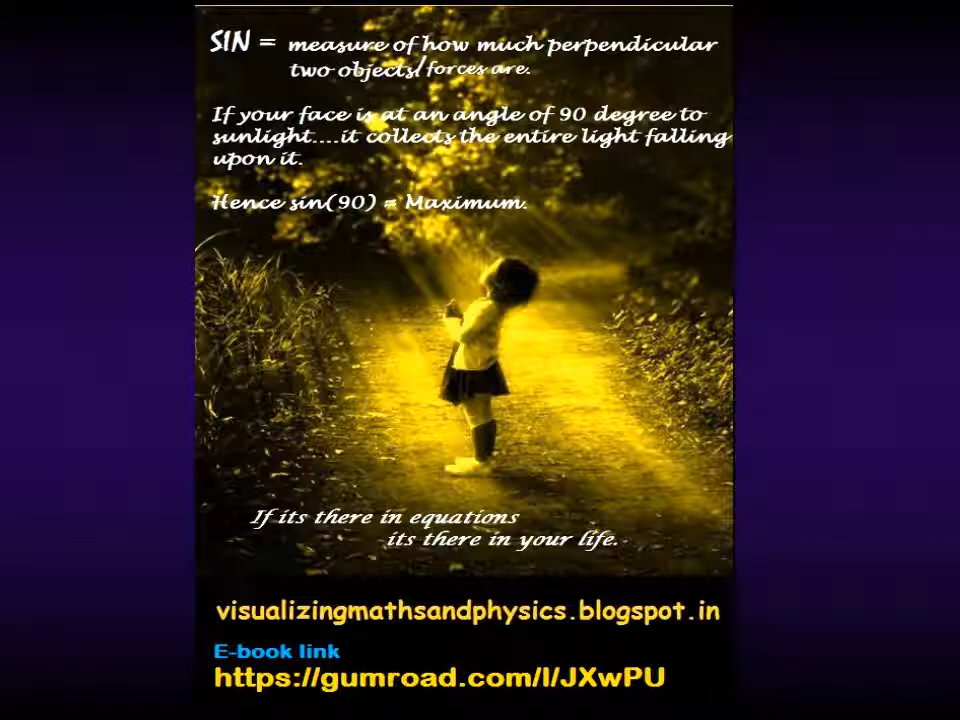 SIN = measure of how much perpendicular
two objects/forces are.
If your face is at an angle of 90 degree to
sunlight....it collects the entire light falling
upon it.
Hence sin(90) = Maximum.
If its there in equations
its there in your life.
visualizingmathsandphysics.blogspot.in
E-book link
https://gumroad.com/l/JXwPU